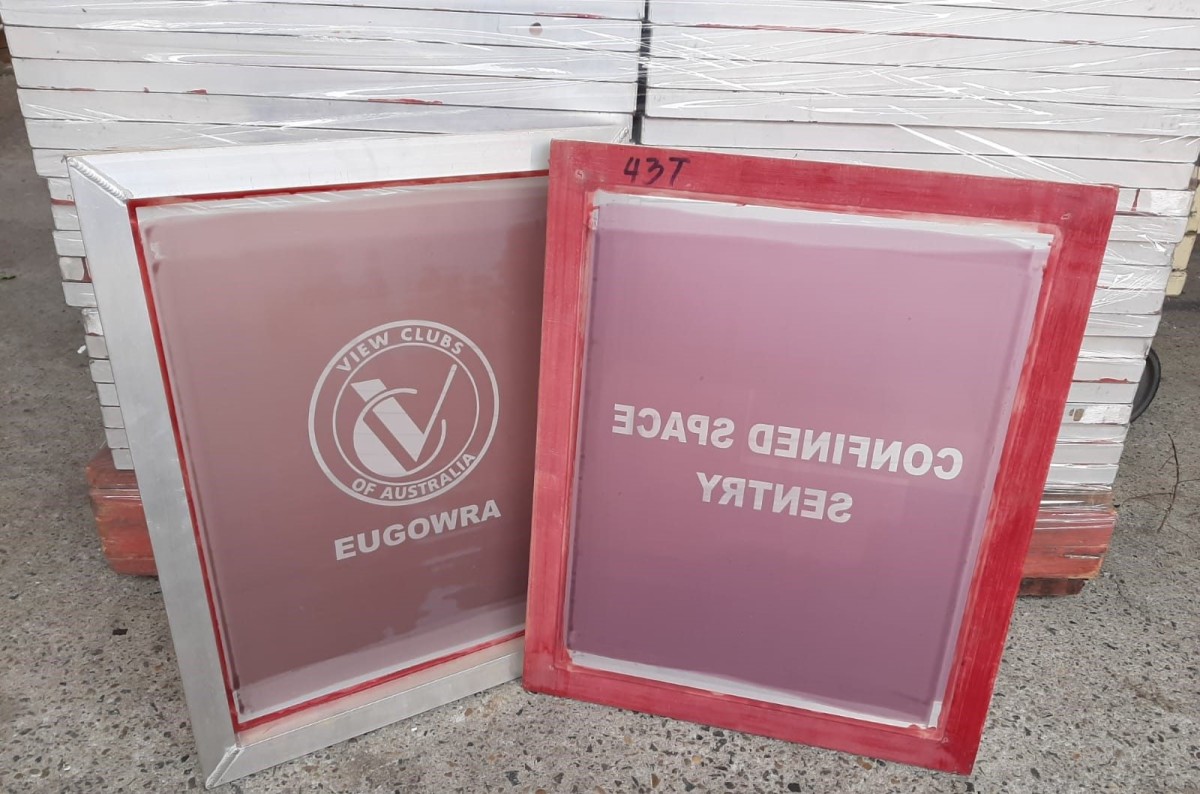 VIEW CLUBS
OF AUSTRALIA
EUGOWRA
43T
CONFINED SPACE
SENTRY